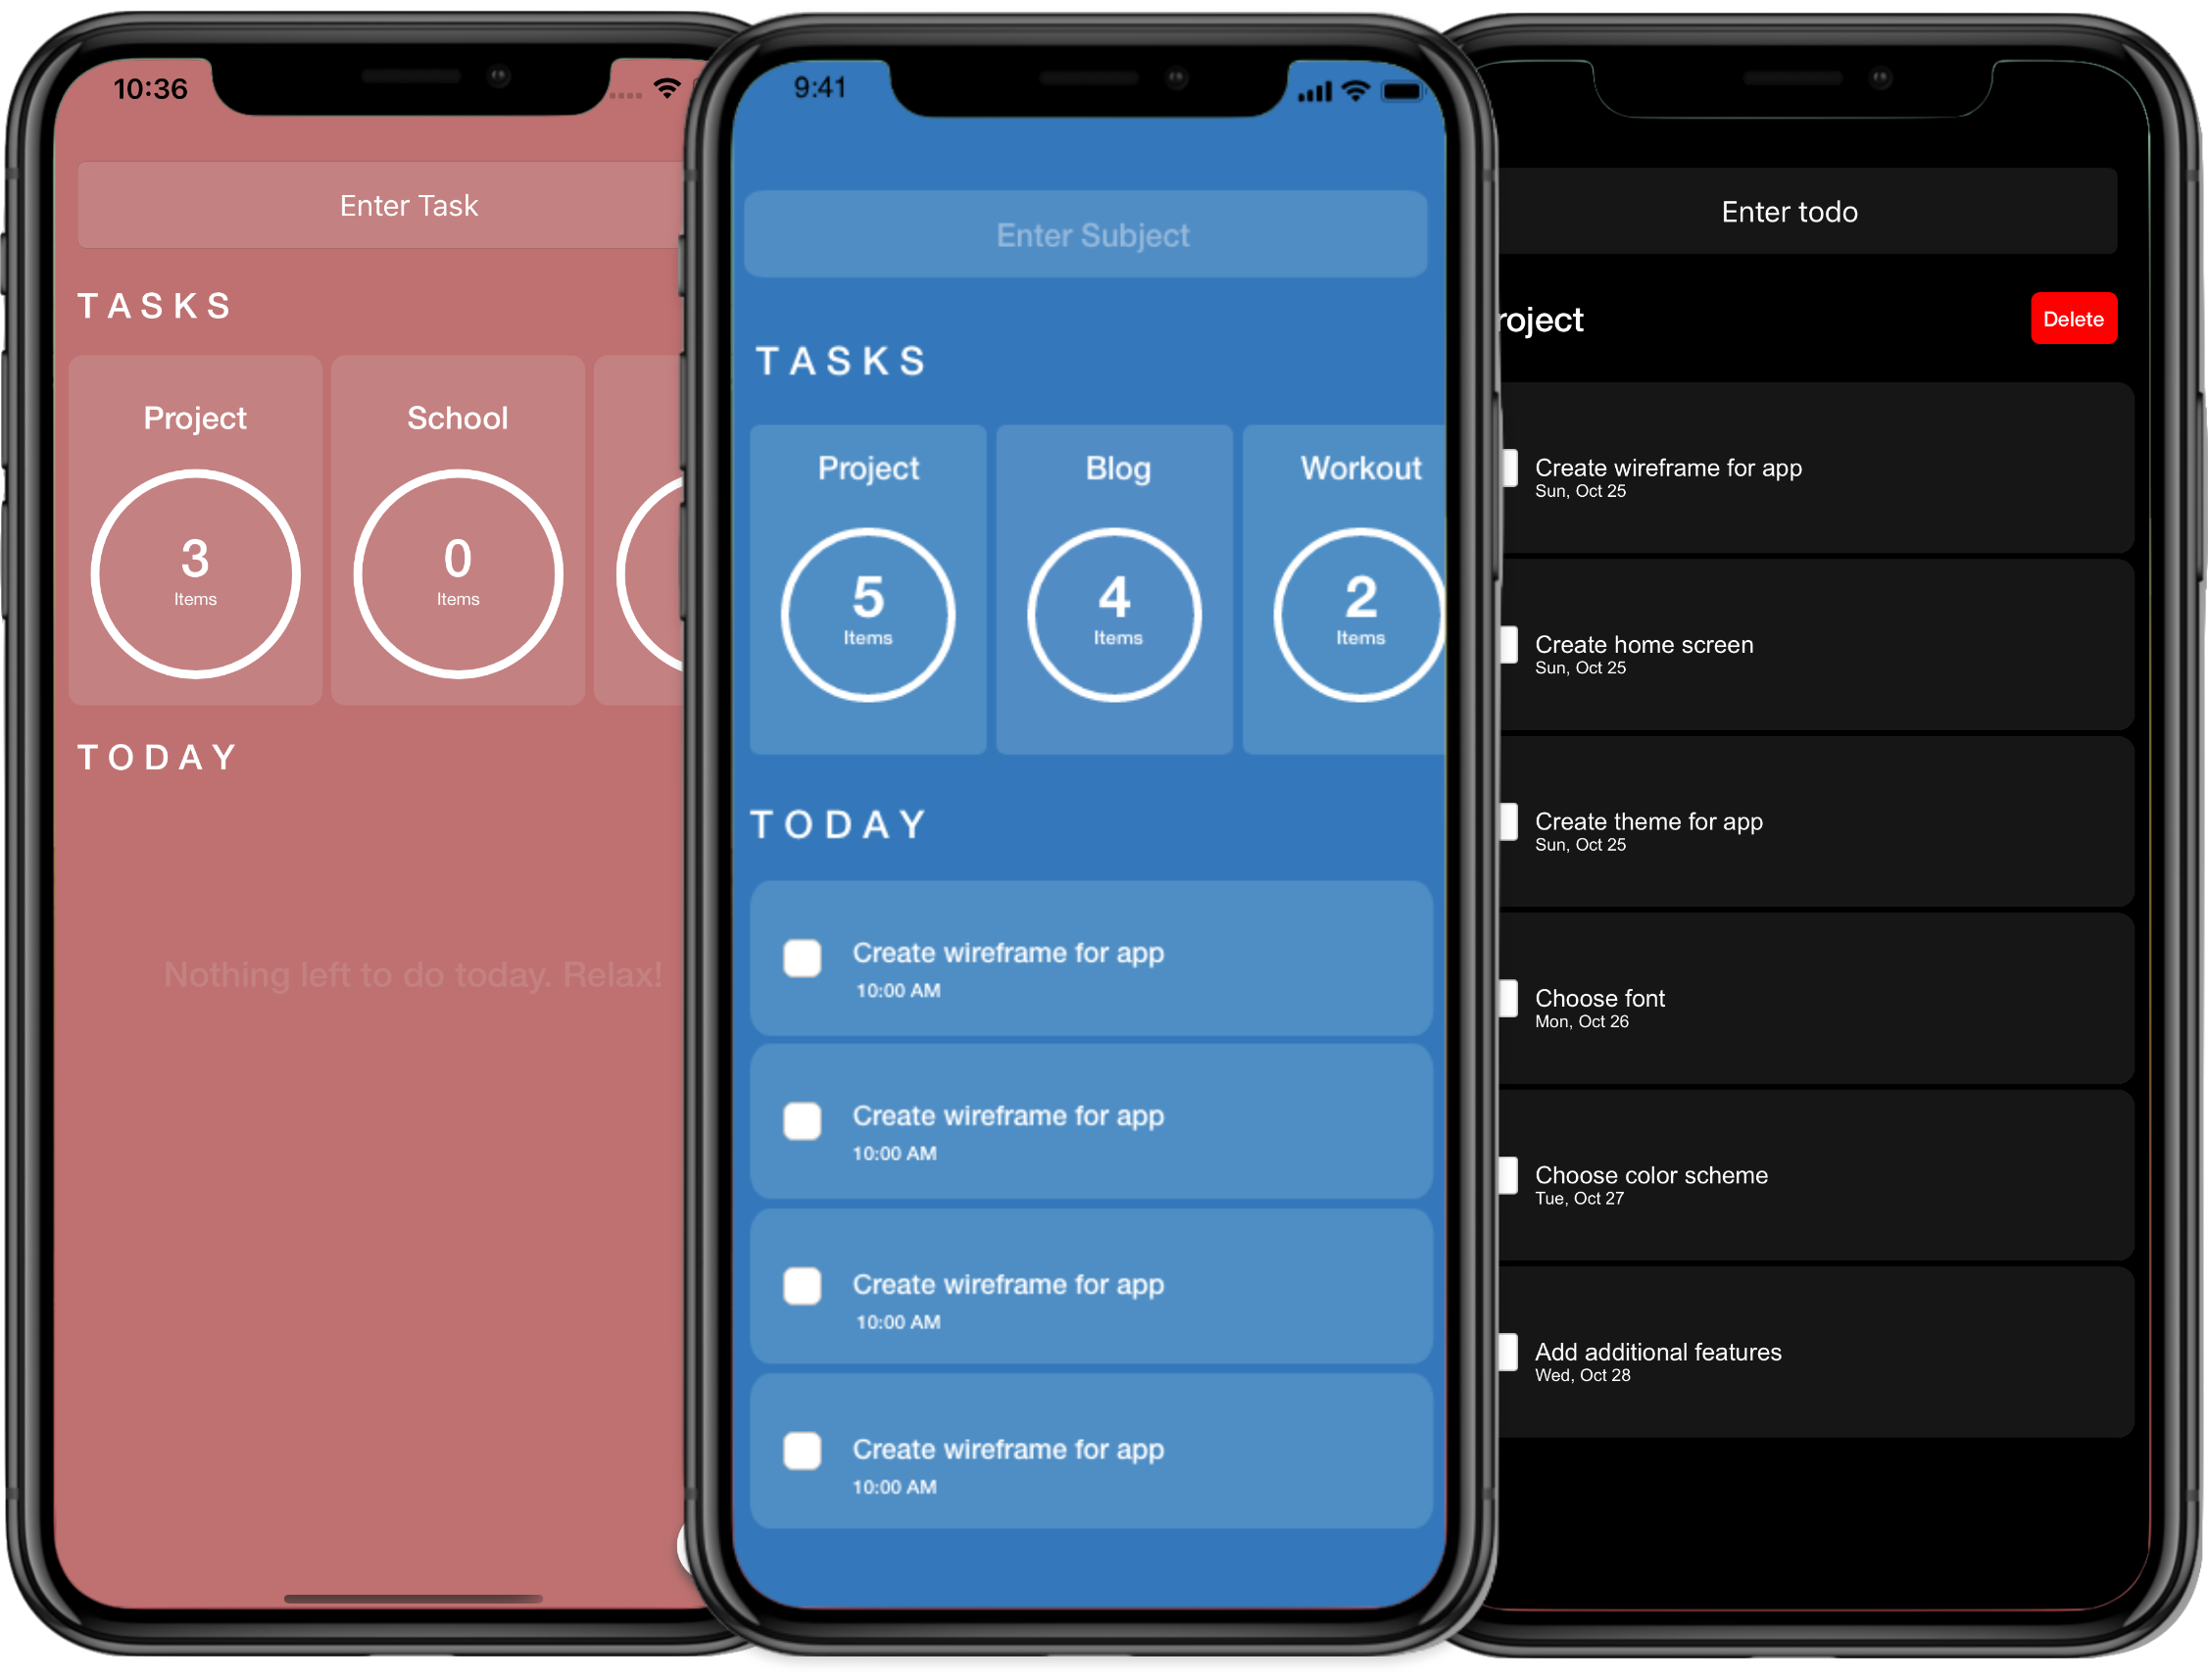 10:36
Enter Task
TASKS
Project
School
3
Items
0
Items
TODAY
Nothing left to do today. Relax!
9:41
Enter Subject
TASKS
Project
Blog
Workout
5
Items
4
Items
2
Items
TODAY
Create wireframe for app
10:00 AM
Create wireframe for app
10:00 AM
Create wireframe for app
10:00 AM
Create wireframe for app
10:00 AM
Enter todo
roject
Delete
Create wireframe for app
Sun, Oct 25
Create home screen
Sun, Oct 25
Create theme for app
Sun, Oct 25
Choose font
Mon, Oct 26
Choose color scheme
Tue, Oct 27
Add additional features
Wed, Oct 28